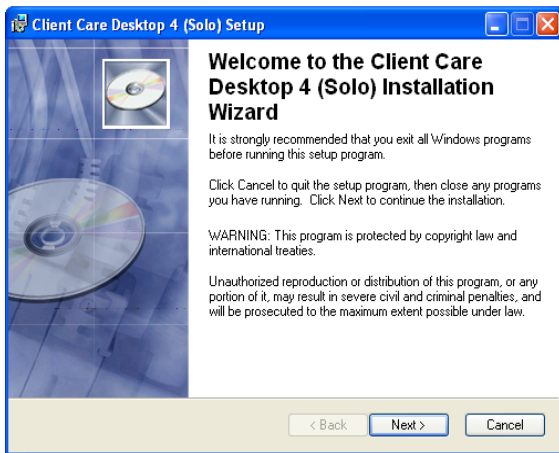 Client Care Desktop 4 (Solo) Setup
Welcome to the Client Care
Desktop 4 (Solo) Installation
Wizard
It is strongly recommended that you exit all Windows programs
before running this setup program.
Click Cancel to quit the setup program, then close any programs
you have running.  Click Next to continue the installation.
WARNING: This program is protected by copyright law and
international treaties.
Unauthorized reproduction or distribution of this program, or any
portion of it, may result in severe civil and criminal penalties, and
will be prosecuted to the maximum extent possible under law.
< Back
Next >
Cancel